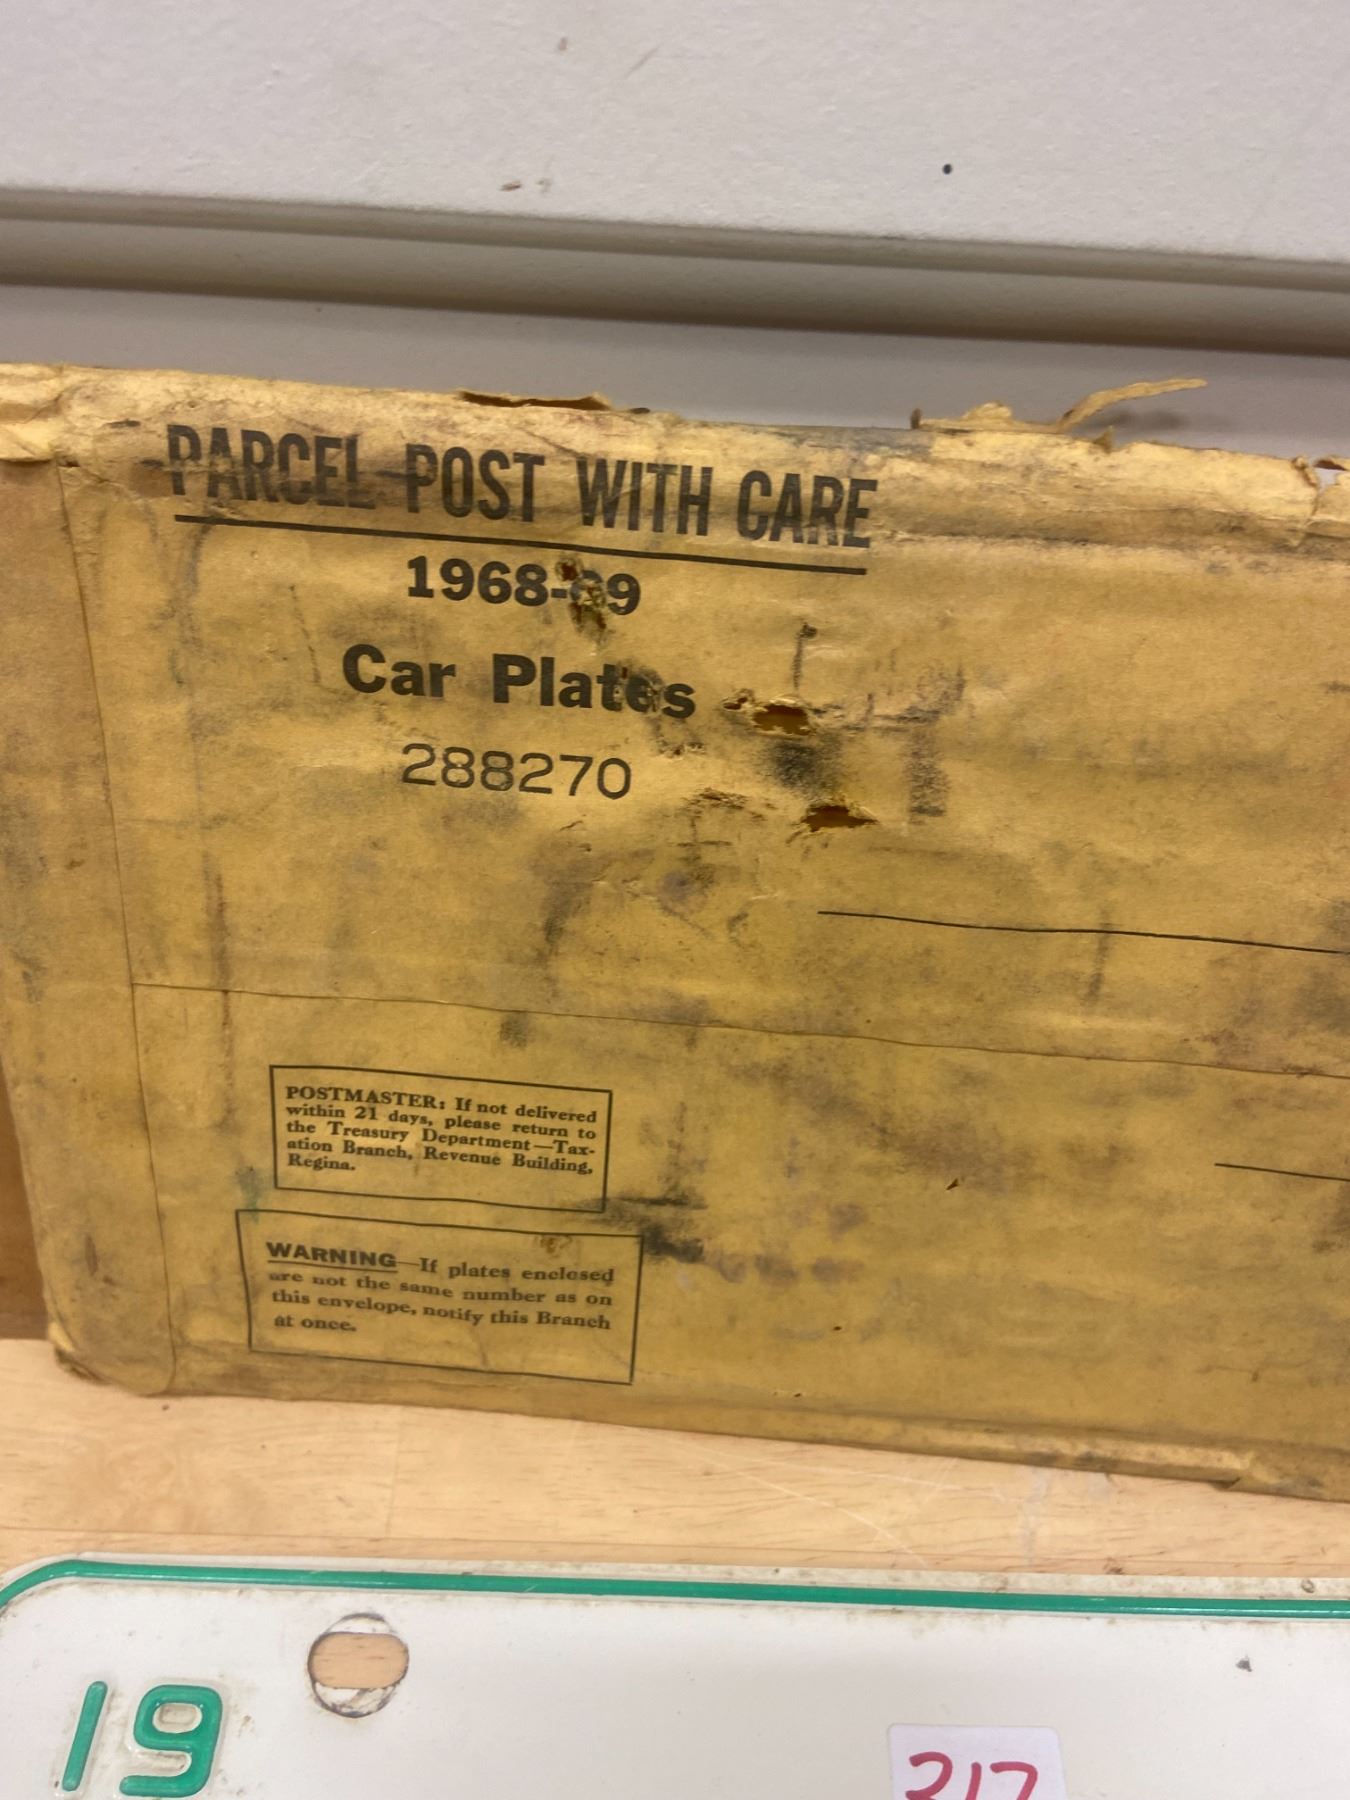 PARCEL POST WITH CARE
1968-69
Car Plates
288270
POSTMASTER: If not delivered
within 21 days, please return to
the Treasury Department—Tax-
ation Branch, Revenue Building,
Regina.
WARNING—If plates enclosed
are not the same number as on
this envelope, notify this Branch
at once.
19
317